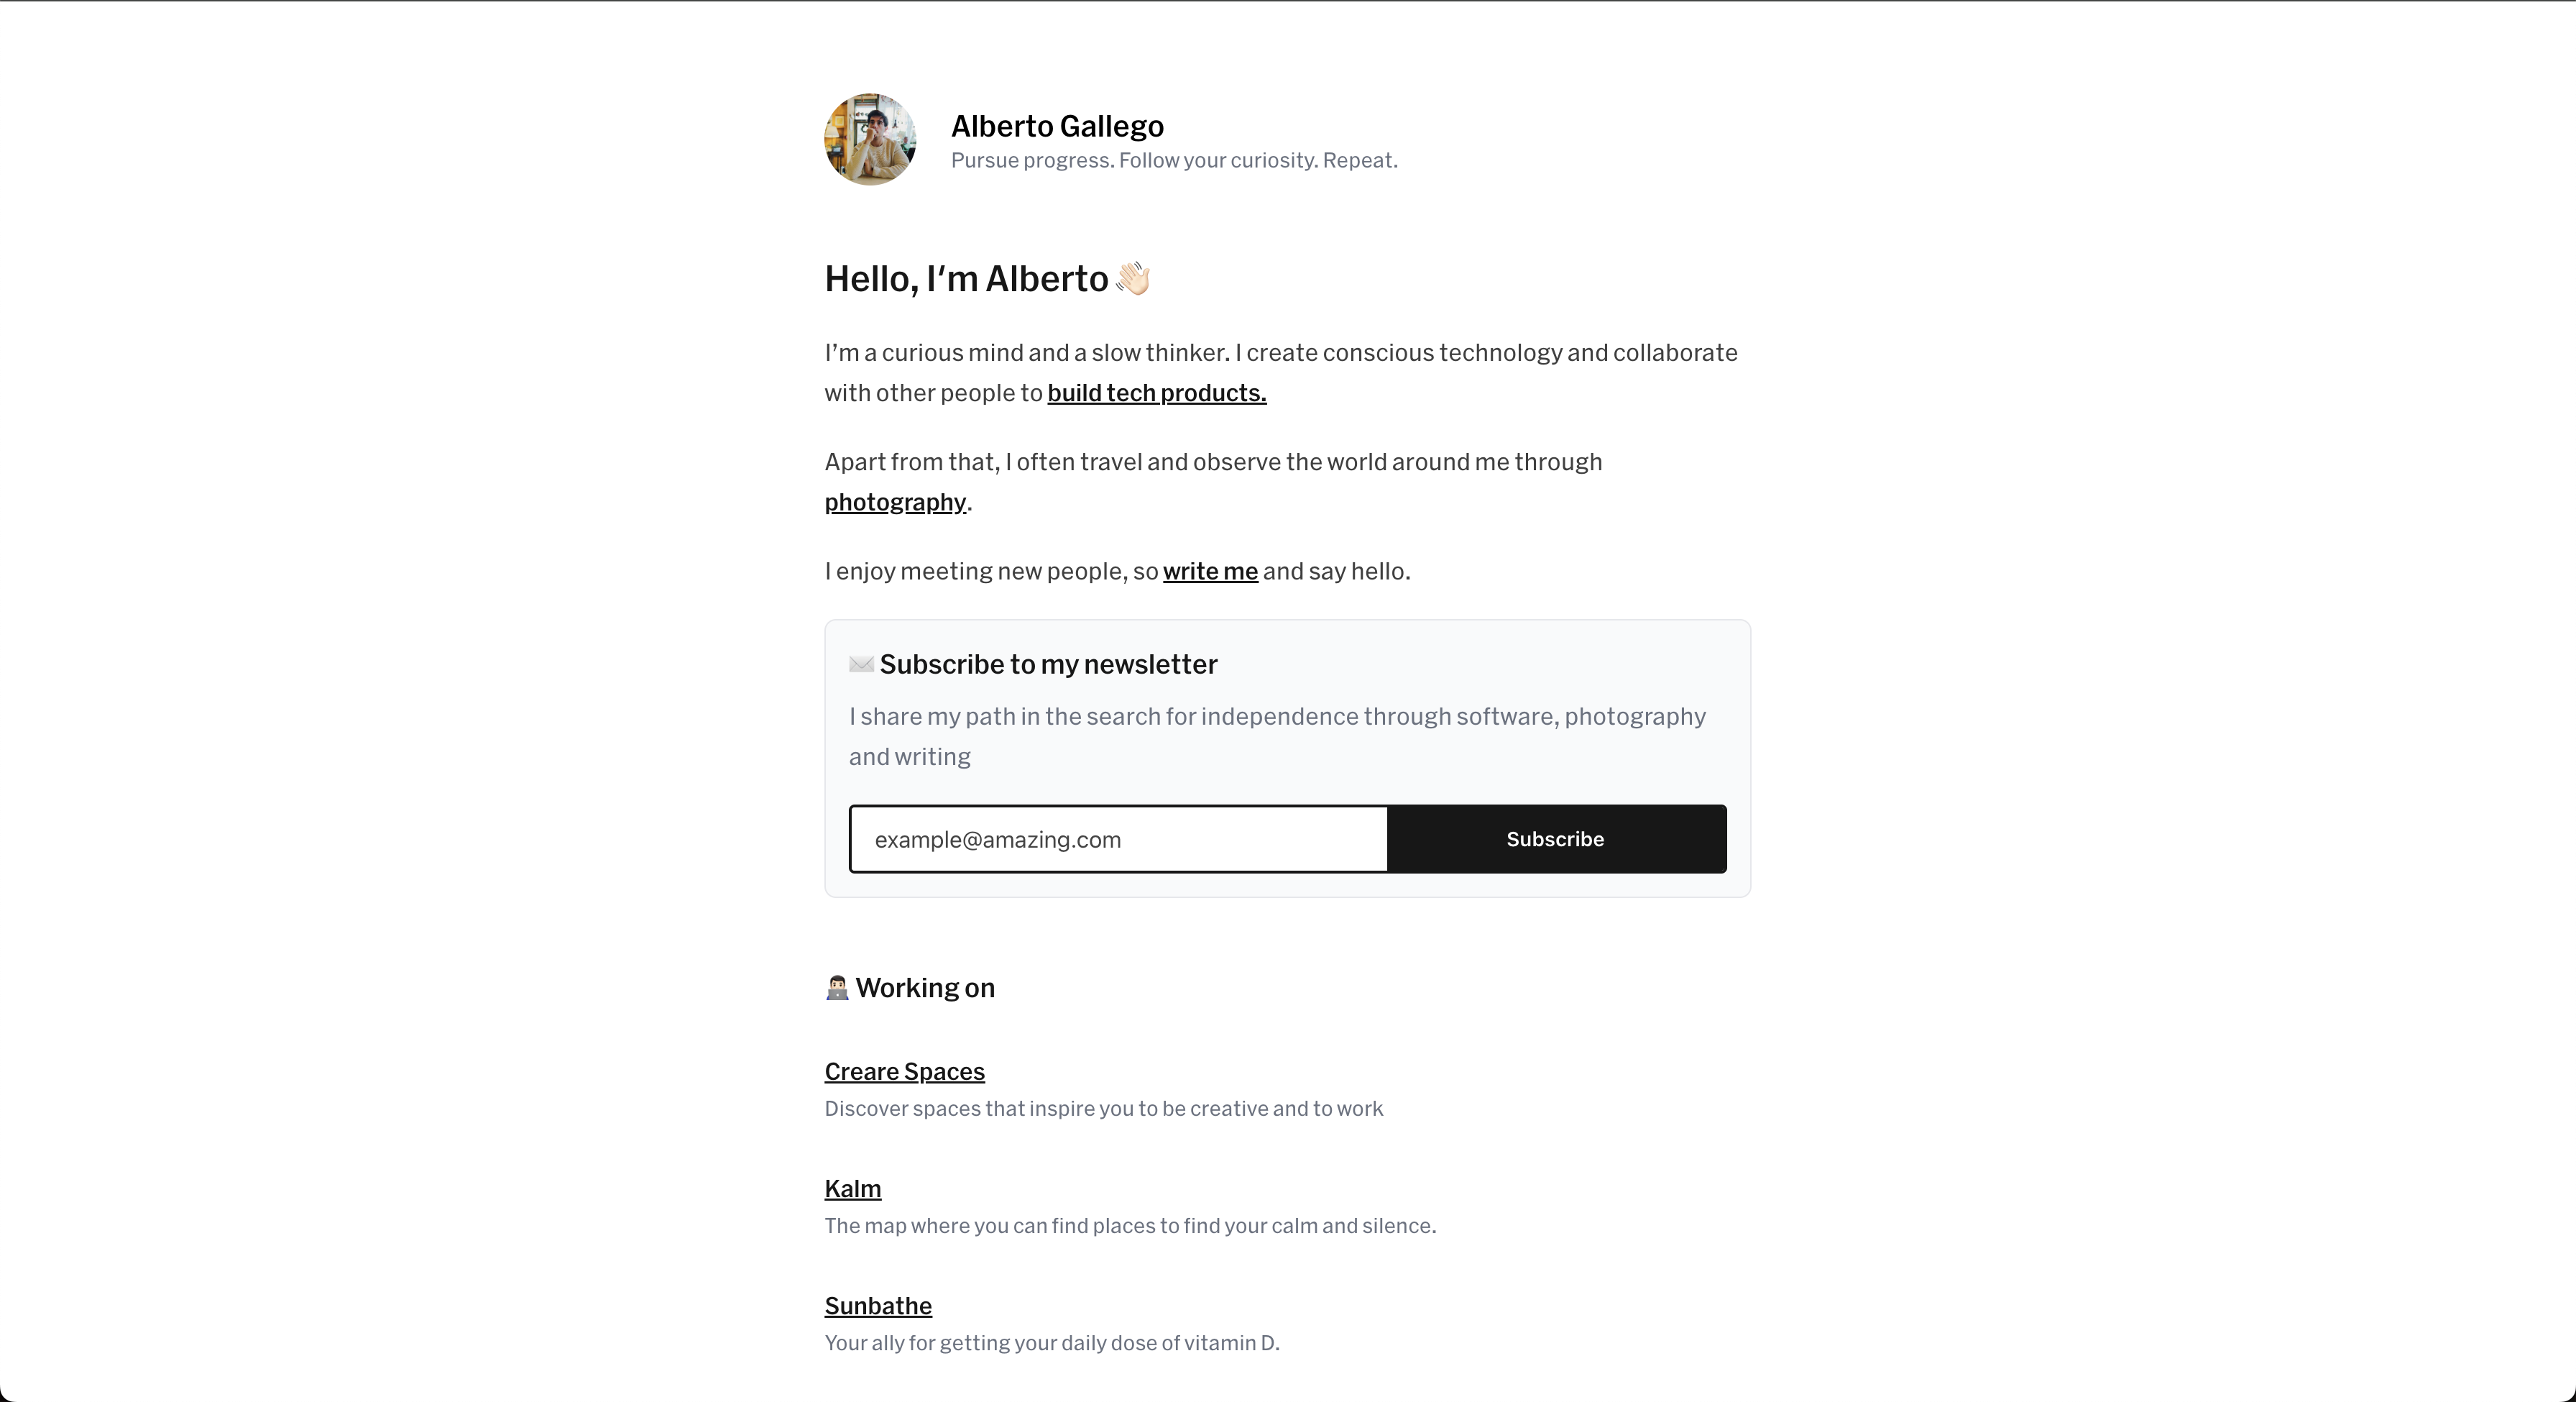 Alberto Gallego
Pursue progress. Follow your curiosity. Repeat.
Hello, I'm Alberto 👋🏻
I’m a curious mind and a slow thinker. I create conscious technology and collaborate
with other people to build tech products.
Apart from that, I often travel and observe the world around me through
photography.
I enjoy meeting new people, so write me and say hello.
✉️ Subscribe to my newsletter
I share my path in the search for independence through software, photography
and writing
example@amazing.com
Subscribe
👨🏻‍💻 Working on
Creare Spaces
Discover spaces that inspire you to be creative and to work
Kalm
The map where you can find places to find your calm and silence.
Sunbathe
Your ally for getting your daily dose of vitamin D.